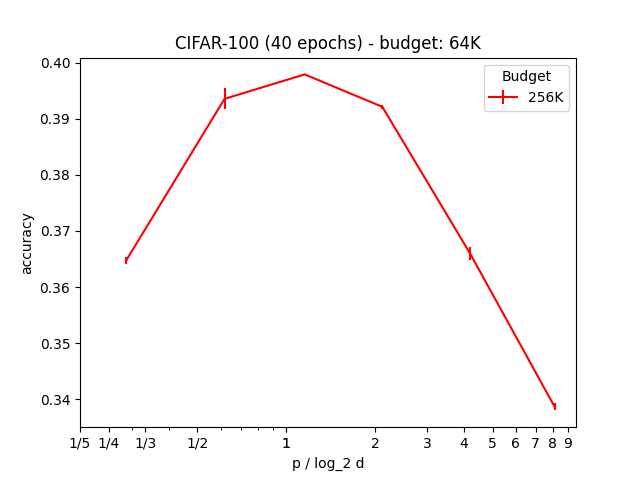 CIFAR-100 (40 epochs) - budget: 64K
Budget
256K
accuracy
0.40
0.39
0.38
0.37
0.36
0.35
0.34
1/5 1/4 1/3 1/2 1 2 3 4 5 6 7 8 9
p / log_2 d